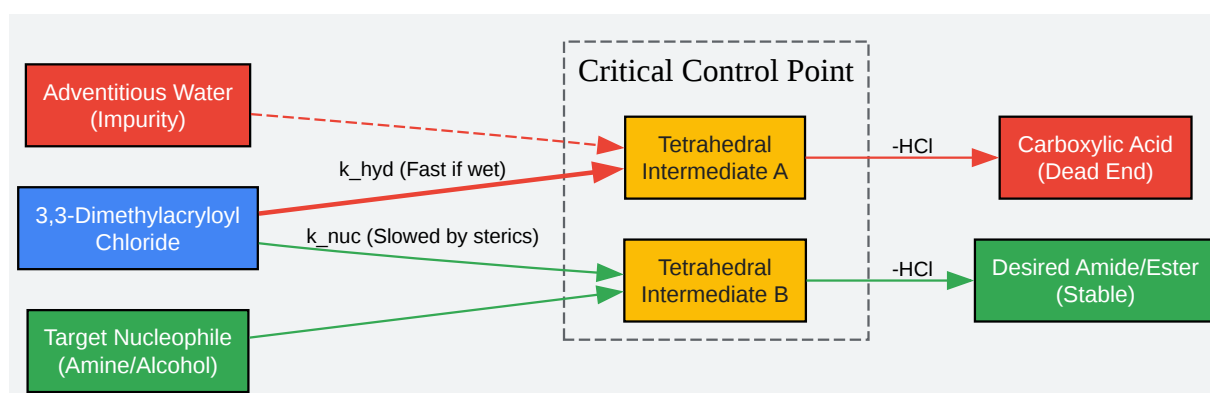 Critical Control Point
Adventitious Water
(Impurity)
k_hyd (Fast if wet)
Tetrahedral
Intermediate A
-HCl
Carboxylic Acid
(Dead End)
3,3-Dimethylacryloyl
Chloride
k_nuc (Slowed by sterics)
Tetrahedral
Intermediate B
-HCl
Desired Amide/Ester
(Stable)
Target Nucleophile
(Amine/Alcohol)